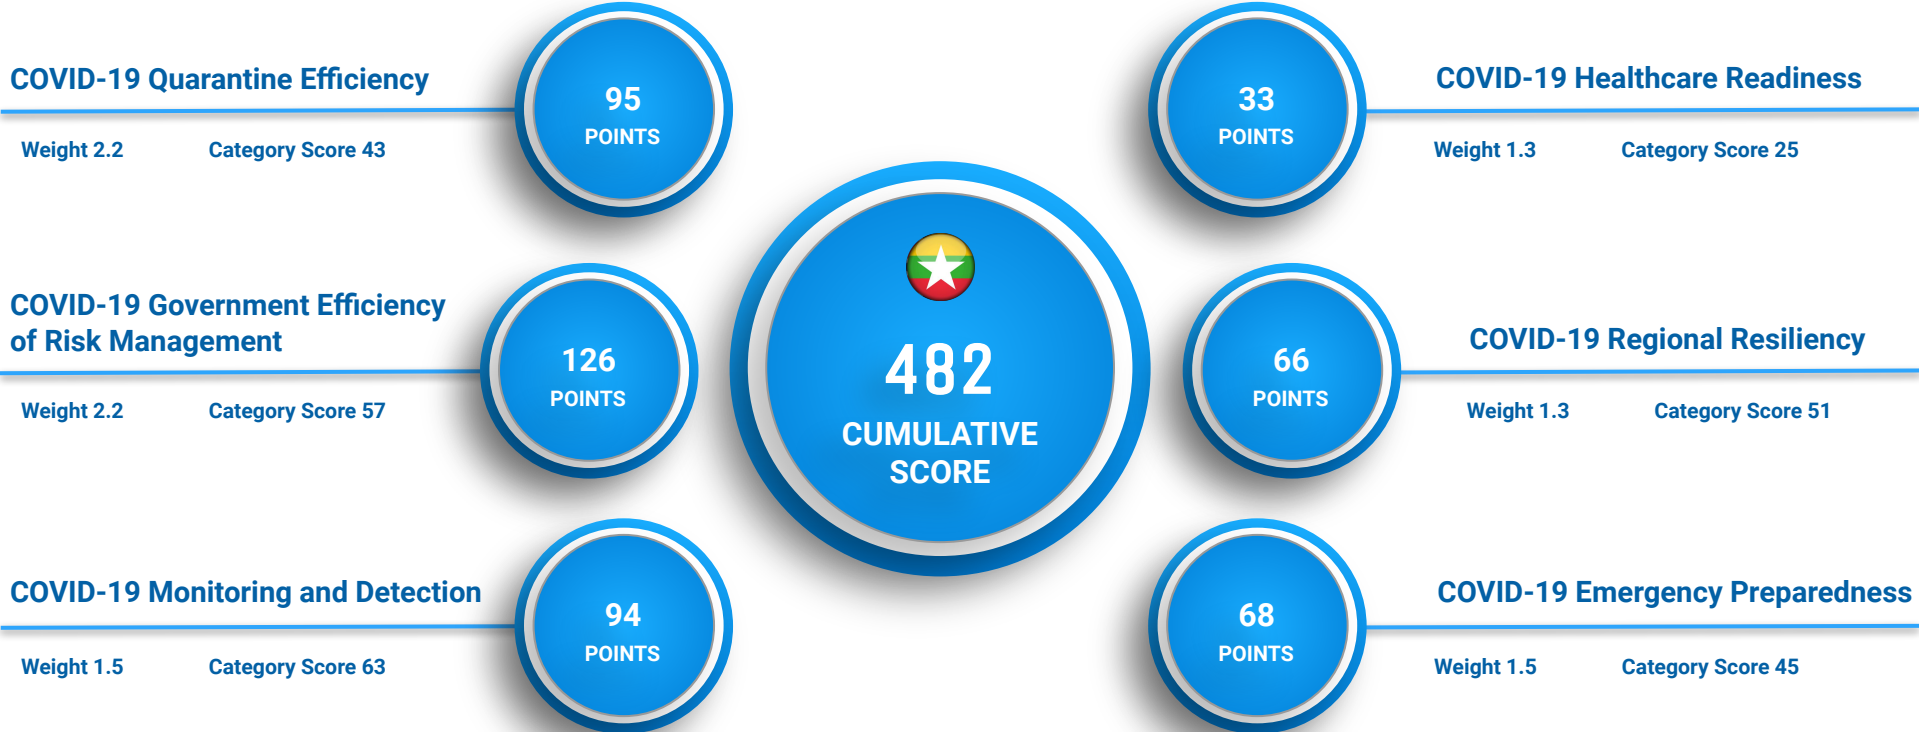 COVID-19 Quarantine Efficiency
Weight 2.2 Category Score 43
95
POINTS
COVID-19 Government Efficiency
of Risk Management
Weight 2.2 Category Score 57
126
POINTS
COVID-19 Monitoring and Detection
Weight 1.5 Category Score 63
94
POINTS
482
CUMULATIVE
SCORE
33
POINTS
COVID-19 Healthcare Readiness
Weight 1.3 Category Score 25
66
POINTS
COVID-19 Regional Resiliency
Weight 1.3 Category Score 51
68
POINTS
COVID-19 Emergency Preparedness
Weight 1.5 Category Score 45